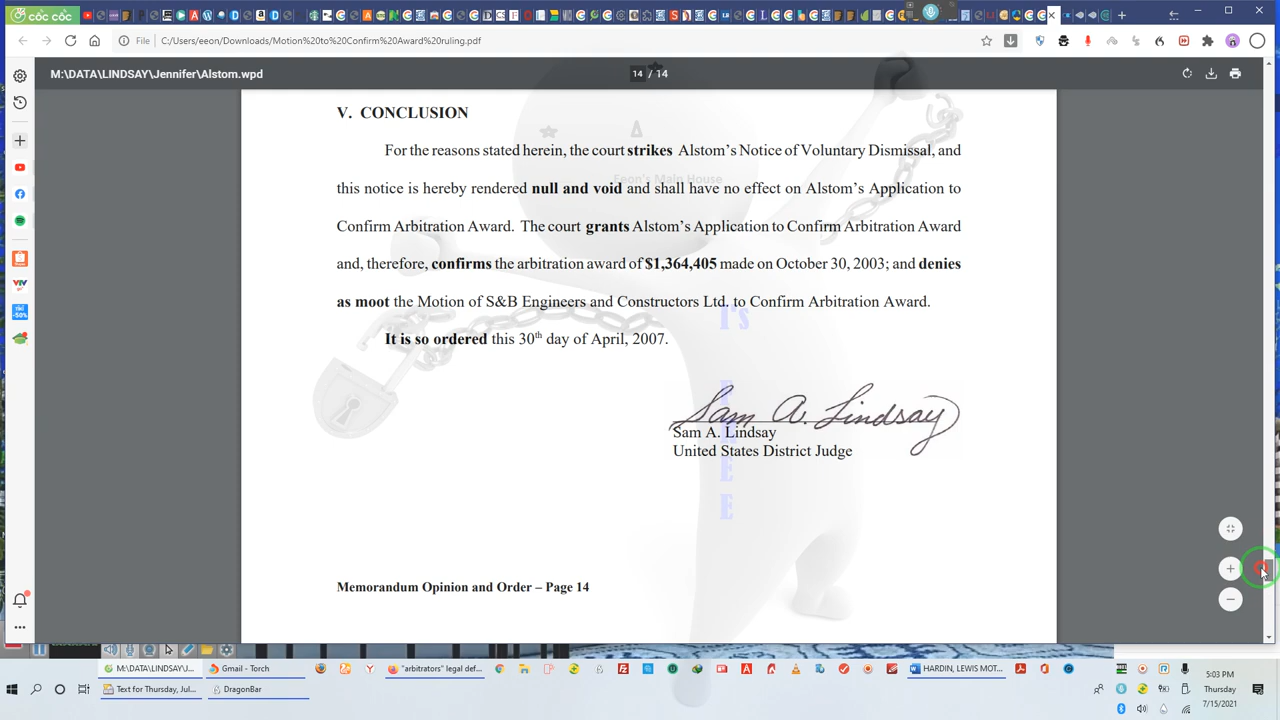 cốc cốc
File
C:/Users/eeon/Downloads/Motion%20to%20Confirm%20Award%20ruling.pdf
M:\DATA\LINDSAY\Jennifer\Alstom.wpd
14 / 14
V. CONCLUSION
For the reasons stated herein, the court strikes Alstom's Notice of Voluntary Dismissal, and
this notice is hereby rendered null and void and shall have no effect on Alstom's Application to
Confirm Arbitration Award. The court grants Alstom's Application to Confirm Arbitration Award
and, therefore, confirms the arbitration award of $1,364,405 made on October 30, 2003; and denies
as moot the Motion of S&B Engineers and Constructors Ltd. to Confirm Arbitration Award.
It is so ordered this 30th day of April, 2007.
Sam A. Lindsay
Sam A. Lindsay
United States District Judge
Memorandum Opinion and Order – Page 14
Eeon's Main House
I's
F
E
E
M:\DATA\LINDSAY\J...
Gmail - Torch
"arbitrators" legal def...
HARDIN, LEWIS MOT...
Text for Thursday, Jul...
DragonBar
5:03 PM
Thursday
7/15/2021